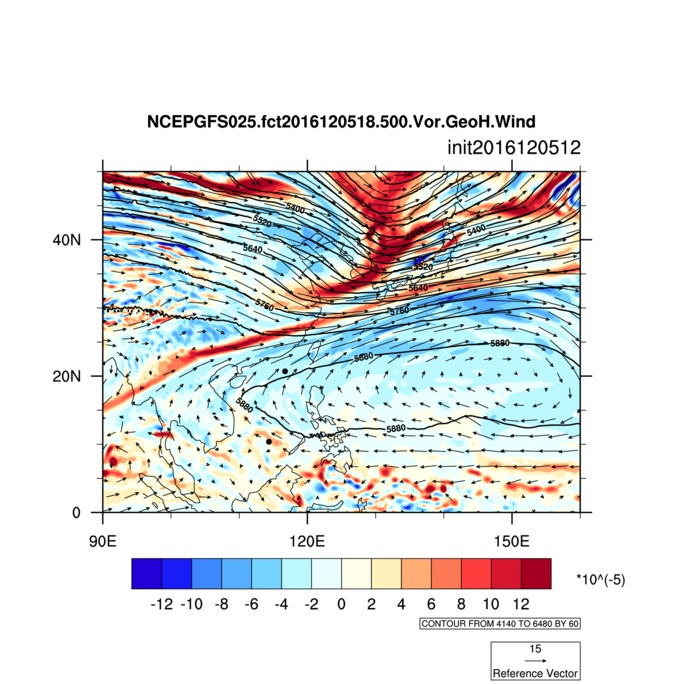 NCEPGFS025.fct2016120518.500.Vor.GeoH.Wind
init2016120512
5400
5520
5640
5760
5400
5520
5640
5760
5880
5880
5880
5880
40N
20N
0
90E 120E 150E
-12 -10 -8 -6 -4 -2 0 2 4 6 8 10 12
*10^(-5)
CONTOUR FROM 4140 TO 6480 BY 60
15
Reference Vector